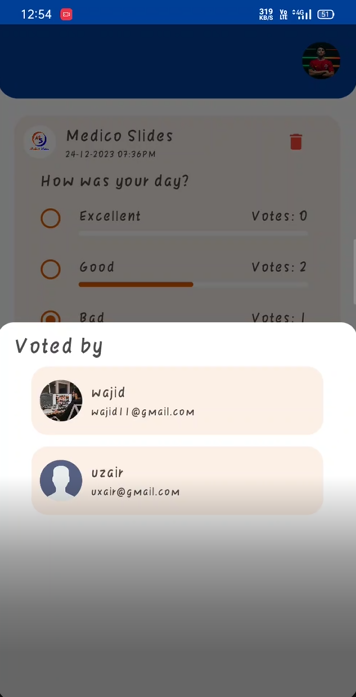 12:54
319 KB/S
Vo LTE
4G
51
Medico Slides
24-12-2023 07:36PM
How was your day?
Excellent Votes: 0
Good Votes: 2
Bad Votes: 1
Voted by
wajid
wajid11@gmail.com
uzair
uxair@gmail.com